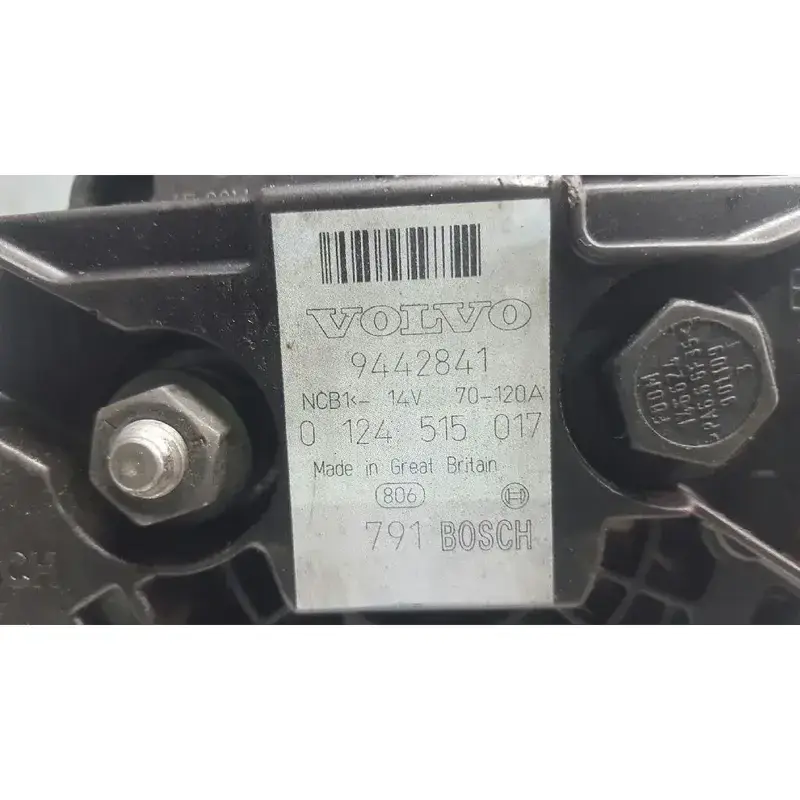 VOLVO
9442841
NCB1<- 14V 70-120A
0 124 515 017
Made in Great Britain
806
791 BOSCH